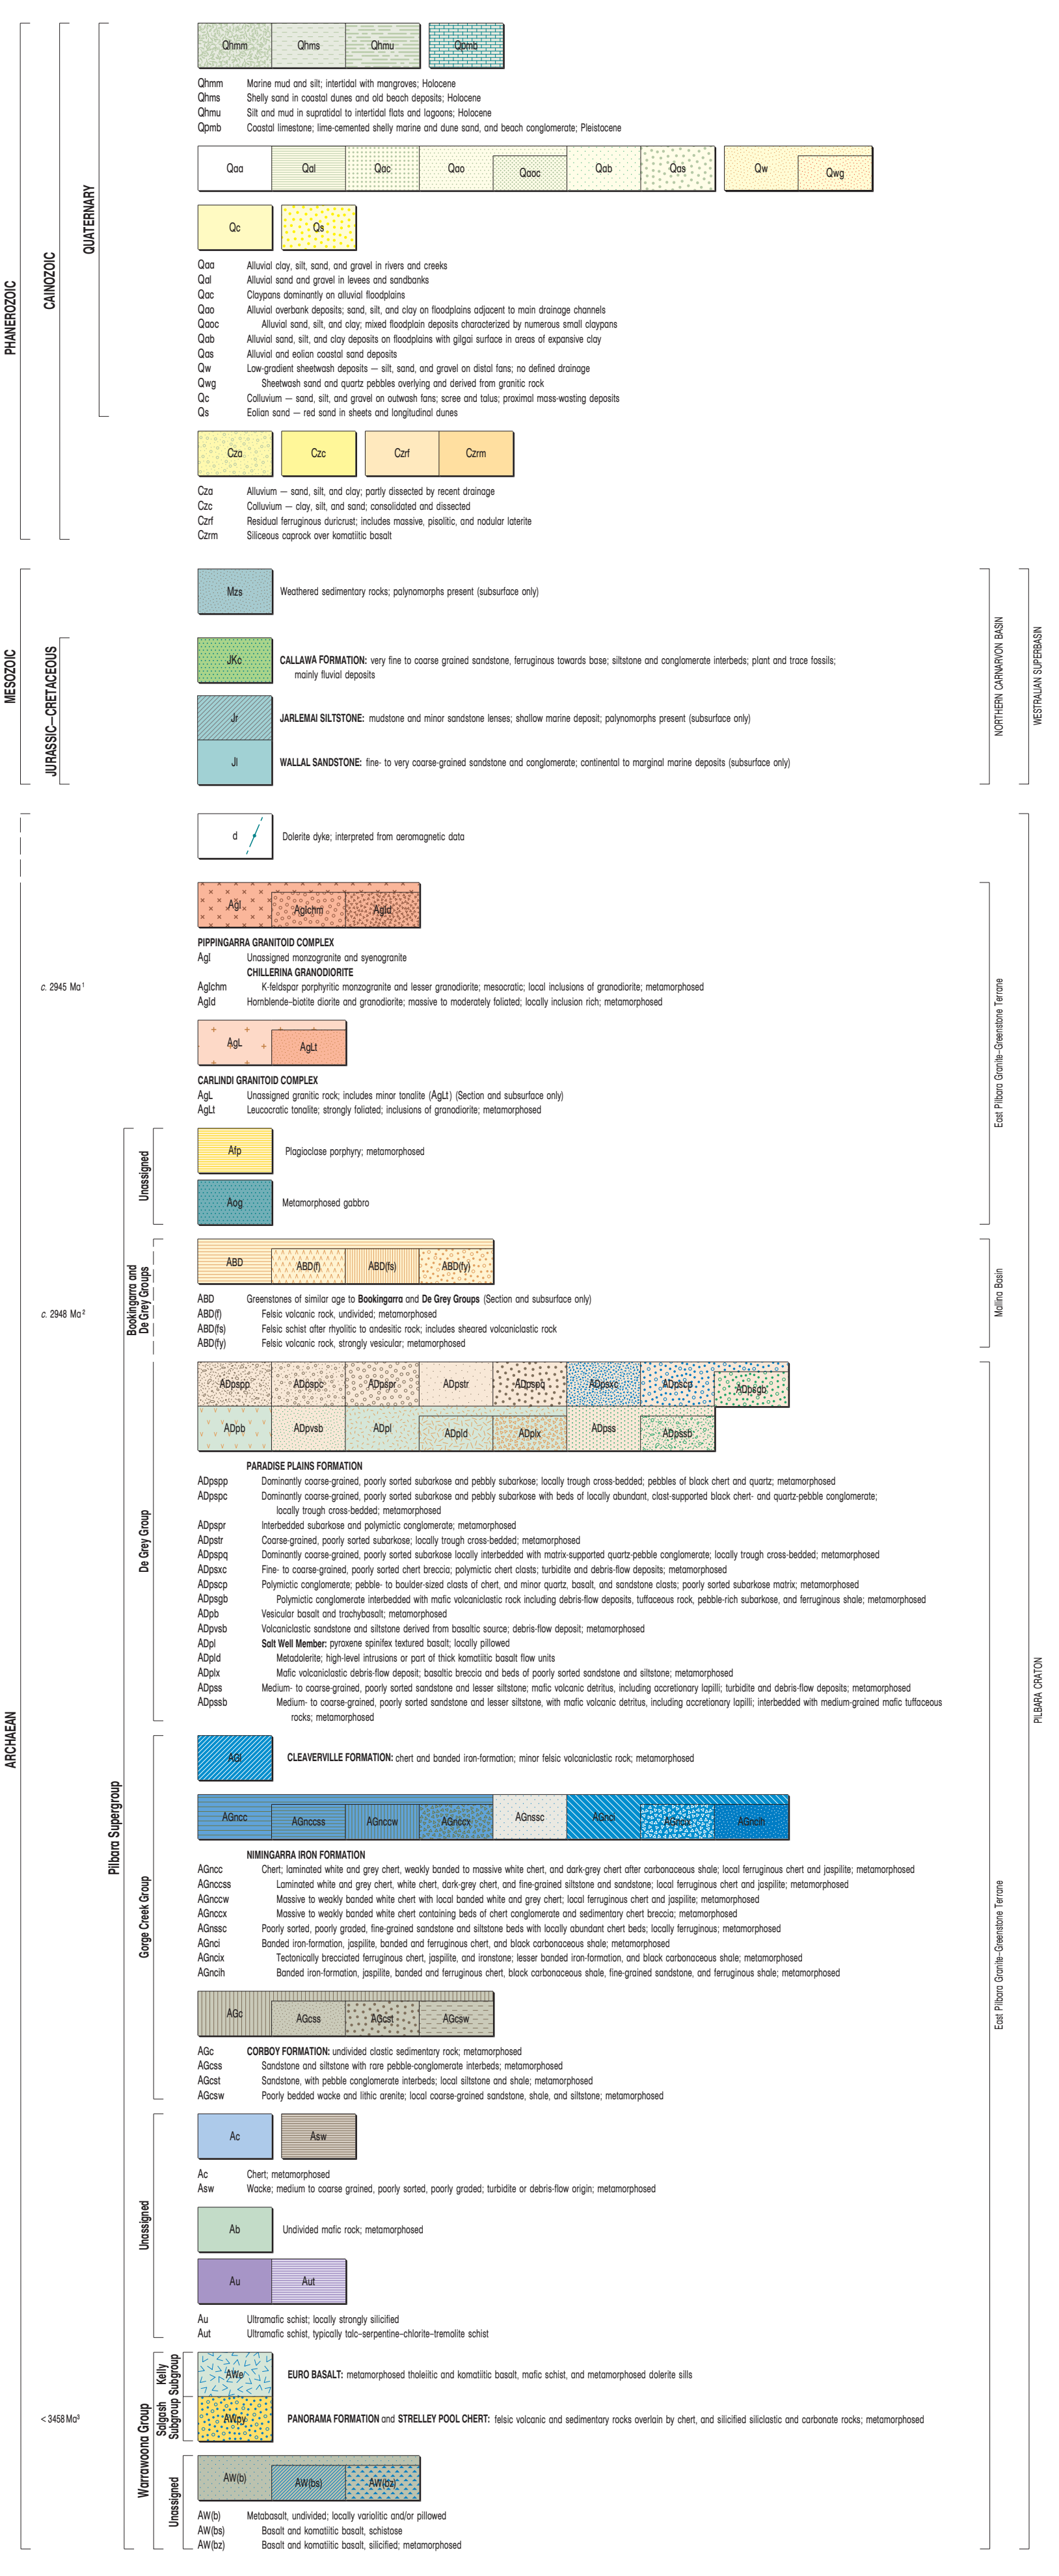 Qhmm Qhms Qhmu Qpmb
Qhmm Marine mud and silt; intertidal with mangroves; Holocene
Qhms Shelly sand in coastal dunes and old beach deposits; Holocene
Qhmu Silt and mud in supratidal to intertidal flats and lagoons; Holocene
Qpmb Coastal limestone; lime-cemented shelly marine and dune sand, and beach conglomerate; Pleistocene
Qaa Qal Qac Qao Qaoc Qab Qas Qw Qwg
Qc Qs
Qaa Alluvial clay, silt, sand, and gravel in rivers and creeks
Qal Alluvial sand and gravel in levees and sandbanks
Qac Claypans dominantly on alluvial floodplains
Qao Alluvial overbank deposits; sand, silt, and clay on floodplains adjacent to main drainage channels
Qaoc Alluvial sand, silt, and clay; mixed floodplain deposits characterized by numerous small claypans
Qab Alluvial sand, silt, and clay deposits on floodplains with gilgai surface in areas of expansive clay
Qas Alluvial and eolian coastal sand deposits
Qw Low-gradient sheetwash deposits — silt, sand, and gravel on distal fans; no defined drainage
Qwg Sheetwash sand and quartz pebbles overlying and derived from granitic rock
Qc Colluvium — sand, silt, and gravel on outwash fans; scree and talus; proximal mass-wasting deposits
Qs Eolian sand — red sand in sheets and longitudinal dunes
QUATERNARY
CAINOZOIC
PHANEROZOIC
Cza Czc Czrf Czrm
Cza Alluvium — sand, silt, and clay; partly dissected by recent drainage
Czc Colluvium — clay, silt, and sand; consolidated and dissected
Czrf Residual ferruginous duricrust; includes massive, pisolitic, and nodular laterite
Czrm Siliceous caprock over komatiitic basalt
MESOZOIC
JURASSIC–CRETACEOUS
Mzs Weathered sedimentary rocks; palynomorphs present (subsurface only)
JKc CALLAWA FORMATION: very fine to coarse grained sandstone, ferruginous towards base; siltstone and conglomerate interbeds; plant and trace fossils;
mainly fluvial deposits
Jr JARLEMAI SILTSTONE: mudstone and minor sandstone lenses; shallow marine deposit; palynomorphs present (subsurface only)
Jl WALLAL SANDSTONE: fine- to very coarse-grained sandstone and conglomerate; continental to marginal marine deposits (subsurface only)
NORTHERN CARNARVON BASIN
WESTRALIAN SUPERBASIN
d Dolerite dyke; interpreted from aeromagnetic data
AgI AgIchm AgId
PIPPINGARRA GRANITOID COMPLEX
AgI Unassigned monzogranite and syenogranite
CHILLERINA GRANODIORITE
c. 2945 Ma¹
AgIchm K-feldspar porphyritic monzogranite and lesser granodiorite; mesocratic; local inclusions of granodiorite; metamorphosed
AgId Hornblende–biotite diorite and granodiorite; massive to moderately foliated; locally inclusion rich; metamorphosed
AgL AgLt
CARLINDI GRANITOID COMPLEX
AgL Unassigned granitic rock; includes minor tonalite (AgLt) (Section and subsurface only)
AgLt Leucocratic tonalite; strongly foliated; inclusions of granodiorite; metamorphosed
East Pilbara Granite–Greenstone Terrane
Unassigned
Afp Plagioclase porphyry; metamorphosed
Aog Metamorphosed gabbro
Bookingarra and
De Grey Groups
ABD ABD(f) ABD(fs) ABD(fy)
ABD Greenstones of similar age to Bookingarra and De Grey Groups (Section and subsurface only)
c. 2948 Ma²
ABD(f) Felsic volcanic rock, undivided; metamorphosed
ABD(fs) Felsic schist after rhyolitic to andesitic rock; includes sheared volcaniclastic rock
ABD(fy) Felsic volcanic rock, strongly vesicular; metamorphosed
Mallina Basin
ADpspp ADpspc ADpspr ADpstr ADpspq ADpsxc ADpscp ADpsgb
ADpb ADpvsb ADpl ADpld ADplx ADpss ADpssb
PARADISE PLAINS FORMATION
ADpspp Dominantly coarse-grained, poorly sorted subarkose and pebbly subarkose; locally trough cross-bedded; pebbles of black chert and quartz; metamorphosed
ADpspc Dominantly coarse-grained, poorly sorted subarkose and pebbly subarkose with beds of locally abundant, clast-supported black chert- and quartz-pebble conglomerate;
locally trough cross-bedded; metamorphosed
ADpspr Interbedded subarkose and polymictic conglomerate; metamorphosed
ADpstr Coarse-grained, poorly sorted subarkose; locally trough cross-bedded; metamorphosed
ADpspq Dominantly coarse-grained, poorly sorted subarkose locally interbedded with matrix-supported quartz-pebble conglomerate; locally trough cross-bedded; metamorphosed
ADpsxc Fine- to coarse-grained, poorly sorted chert breccia; polymictic chert clasts; turbidite and debris-flow deposits; metamorphosed
ADpscp Polymictic conglomerate; pebble- to boulder-sized clasts of chert, and minor quartz, basalt, and sandstone clasts; poorly sorted subarkose matrix; metamorphosed
ADpsgb Polymictic conglomerate interbedded with mafic volcaniclastic rock including debris-flow deposits, tuffaceous rock, pebble-rich subarkose, and ferruginous shale; metamorphosed
ADpb Vesicular basalt and trachybasalt; metamorphosed
ADpvsb Volcaniclastic sandstone and siltstone derived from basaltic source; debris-flow deposit; metamorphosed
ADpl Salt Well Member: pyroxene spinifex textured basalt; locally pillowed
ADpld Metadolerite; high-level intrusions or part of thick komatiitic basalt flow units
ADplx Mafic volcaniclastic debris-flow deposit; basaltic breccia and beds of poorly sorted sandstone and siltstone; metamorphosed
ADpss Medium- to coarse-grained, poorly sorted sandstone and lesser siltstone; mafic volcanic detritus, including accretionary lapilli; turbidite and debris-flow deposits; metamorphosed
ADpssb Medium- to coarse-grained, poorly sorted sandstone and lesser siltstone, with mafic volcanic detritus, including accretionary lapilli; interbedded with medium-grained mafic tuffaceous
rocks; metamorphosed
De Grey Group
ARCHAEAN
Pilbara Supergroup
PILBARA CRATON
AGl CLEAVERVILLE FORMATION: chert and banded iron-formation; minor felsic volcaniclastic rock; metamorphosed
AGncc AGnccss AGnccw AGnccx AGnssc AGnci AGncix AGncih
NIMINGARRA IRON FORMATION
AGncc Chert; laminated white and grey chert, weakly banded to massive white chert, and dark-grey chert after carbonaceous shale; local ferruginous chert and jaspilite; metamorphosed
AGnccss Laminated white and grey chert, white chert, dark-grey chert, and fine-grained siltstone and sandstone; local ferruginous chert and jaspilite; metamorphosed
AGnccw Massive to weakly banded white chert with local banded white and grey chert; local ferruginous chert and jaspilite; metamorphosed
AGnccx Massive to weakly banded white chert containing beds of chert conglomerate and sedimentary chert breccia; metamorphosed
AGnssc Poorly sorted, poorly graded, fine-grained sandstone and siltstone beds with locally abundant chert beds; locally ferruginous; metamorphosed
AGnci Banded iron-formation, jaspilite, banded and ferruginous chert, and black carbonaceous shale; metamorphosed
AGncix Tectonically brecciated ferruginous chert, jaspilite, and ironstone; lesser banded iron-formation, and black carbonaceous shale; metamorphosed
AGncih Banded iron-formation, jaspilite, banded and ferruginous chert, black carbonaceous shale, fine-grained sandstone, and ferruginous shale; metamorphosed
Gorge Creek Group
East Pilbara Granite–Greenstone Terrane
AGc AGcss AGcst AGcsw
AGc CORBOY FORMATION: undivided clastic sedimentary rock; metamorphosed
AGcss Sandstone and siltstone with rare pebble-conglomerate interbeds; metamorphosed
AGcst Sandstone, with pebble conglomerate interbeds; local siltstone and shale; metamorphosed
AGcsw Poorly bedded wacke and lithic arenite; local coarse-grained sandstone, shale, and siltstone; metamorphosed
Ac Asw
Ac Chert; metamorphosed
Asw Wacke; medium to coarse grained, poorly sorted, poorly graded; turbidite or debris-flow origin; metamorphosed
Unassigned
Ab Undivided mafic rock; metamorphosed
Au Aut
Au Ultramafic schist; locally strongly silicified
Aut Ultramafic schist, typically talc–serpentine–chlorite–tremolite schist
Warrawoona Group
Kelly
Subgroup
AWe EURO BASALT: metamorphosed tholeiitic and komatiitic basalt, mafic schist, and metamorphosed dolerite sills
Salgash
Subgroup
< 3458 Ma³
AWpy PANORAMA FORMATION and STRELLEY POOL CHERT: felsic volcanic and sedimentary rocks overlain by chert, and silicified siliclastic and carbonate rocks; metamorphosed
Unassigned
AW(b) AW(bs) AW(bz)
AW(b) Metabasalt, undivided; locally variolitic and/or pillowed
AW(bs) Basalt and komatiitic basalt, schistose
AW(bz) Basalt and komatiitic basalt, silicified; metamorphosed